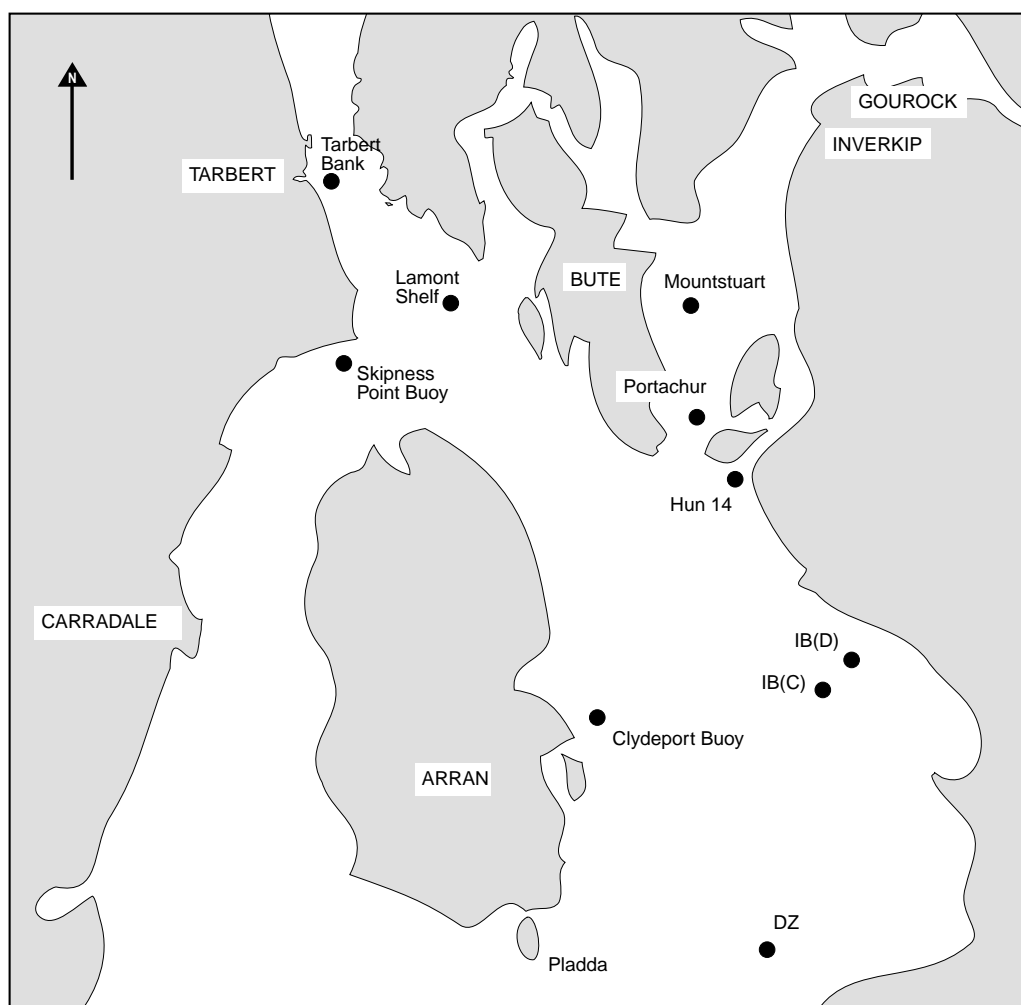 N
GOUROCK
INVERKIP
Tarbert
Bank
TARBERT
Lamont
Shelf
BUTE
Mountstuart
Skipness
Point Buoy
Portachur
Hun 14
CARRADALE
IB(D)
IB(C)
Clydeport Buoy
ARRAN
DZ
Pladda